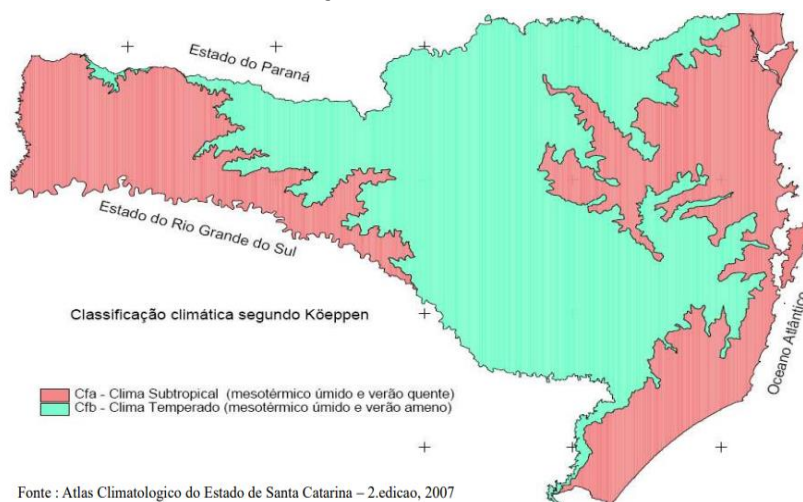 Estado do Paraná
Estado do Rio Grande do Sul
Oceano Atlântico
Classificação climática segundo Köeppen
Cfa - Clima Subtropical (mesotérmico úmido e verão quente)
Cfb - Clima Temperado (mesotérmico úmido e verão ameno)
Fonte : Atlas Climatologico do Estado de Santa Catarina – 2.edicao, 2007